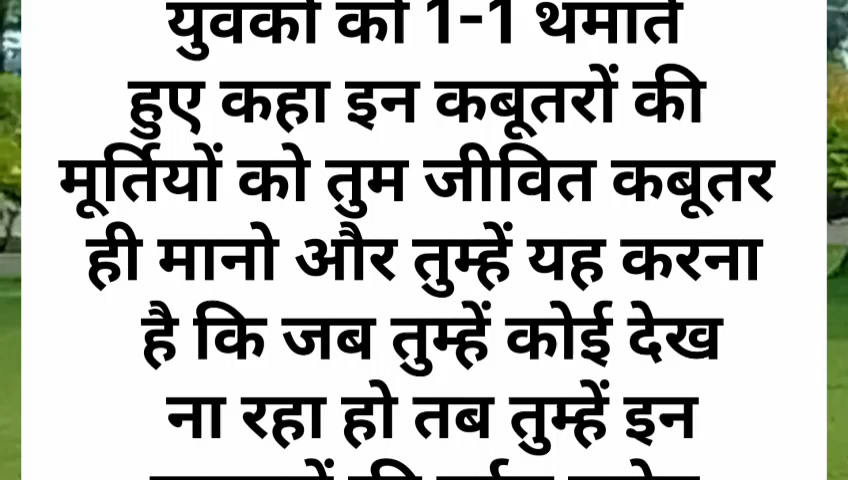 युवकों को 1-1 थमाते
हुए कहा इन कबूतरों की
मूर्तियों को तुम जीवित कबूतर
ही मानो और तुम्हें यह करना
है कि जब तुम्हें कोई देख
ना रहा हो तब तुम्हें इन